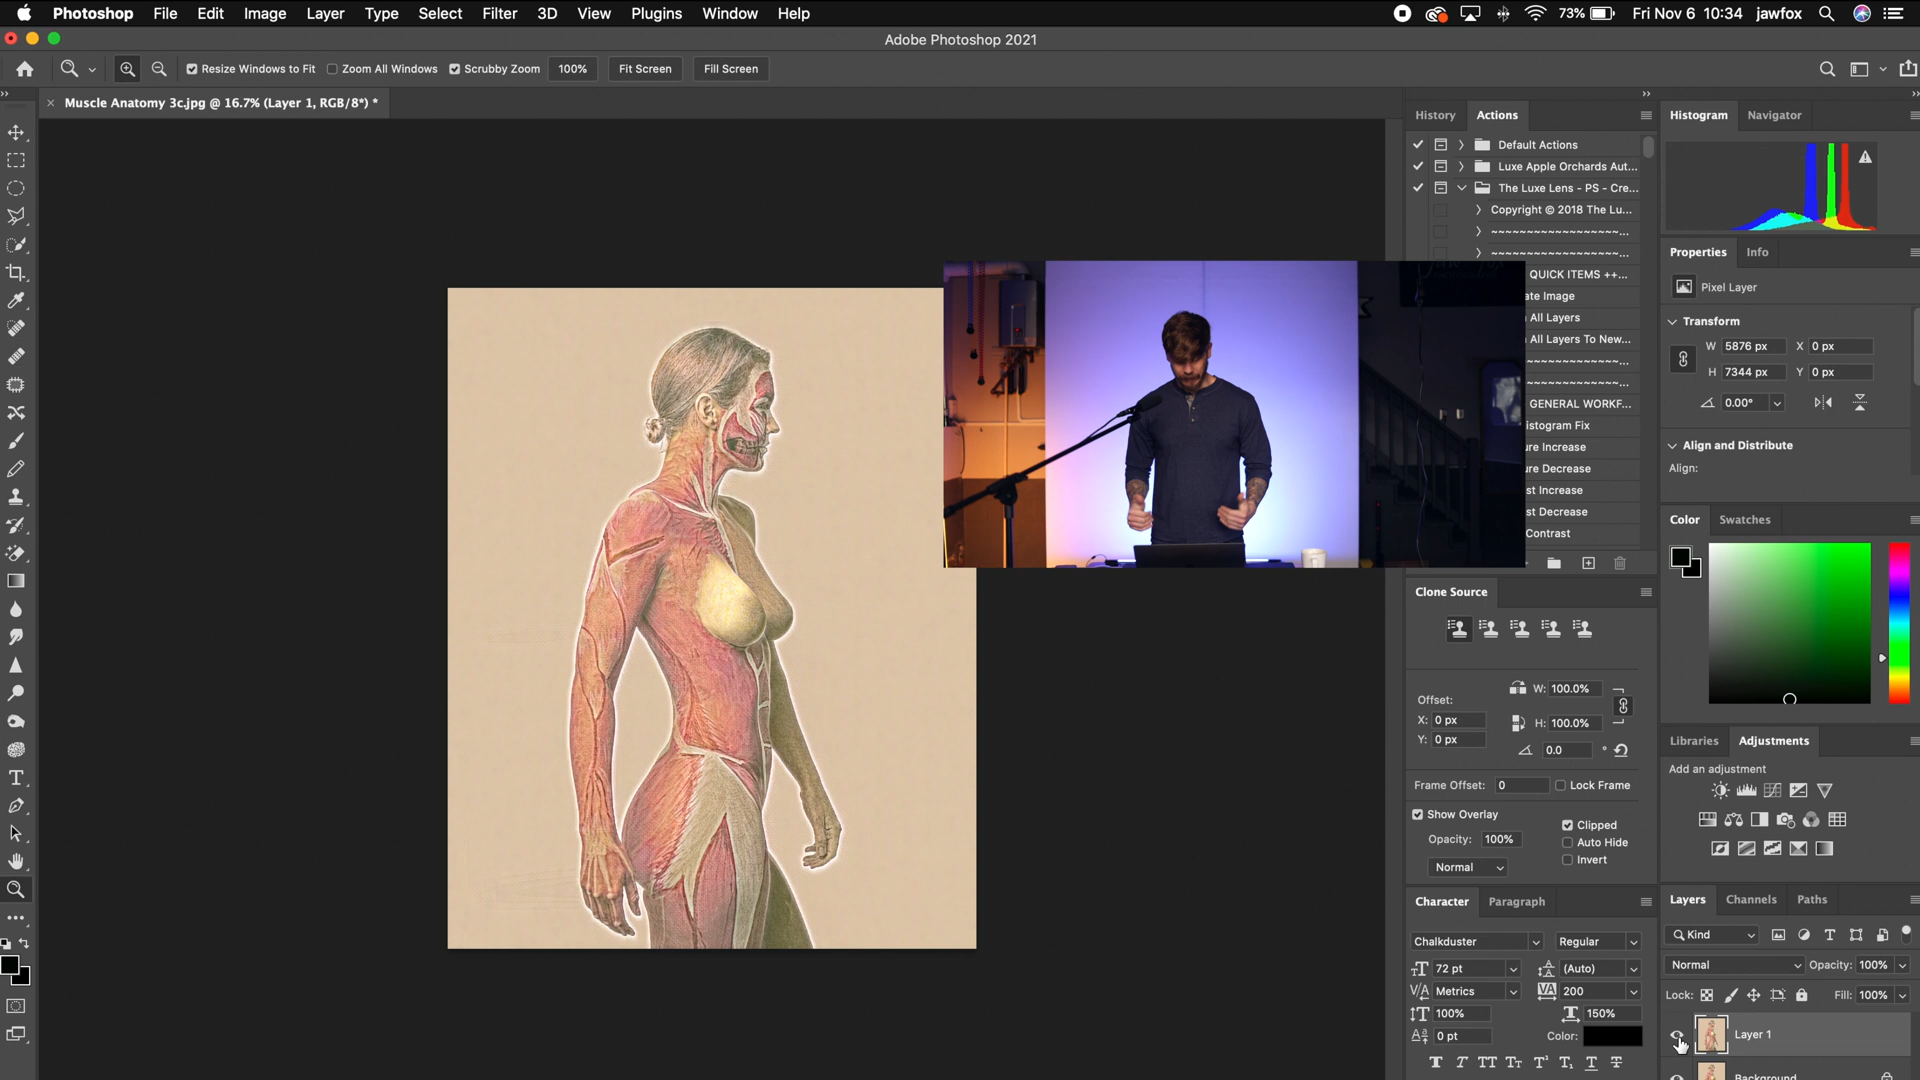 Photoshop File Edit Image Layer Type Select Filter 3D View Plugins Window Help 73% Fri Nov 6 10:34 jawfox
Adobe Photoshop 2021
Resize Windows to Fit Zoom All Windows Scrubby Zoom 100% Fit Screen Fill Screen
Muscle Anatomy 3c.jpg @ 16.7% (Layer 1, RGB/8*) *
History Actions
Default Actions
Luxe Apple Orchards Aut...
The Luxe Lens - PS - Cre...
Copyright © 2018 The Lu...
~~~~~~~~~~~~~~~~~~~...
~~~~~~~~~~~~~~~~~~~...
QUICK ITEMS ++...
ate Image
All Layers
All Layers To New...
~~~~~~~~~~~~~~...
~~~~~~~~~~~~~~...
GENERAL WORKF...
istogram Fix
ure Increase
ure Decrease
st Increase
st Decrease
Contrast
Clone Source
Offset: W: 100.0%
X: 0 px H: 100.0%
Y: 0 px 0.0 °
Frame Offset: 0 Lock Frame
Show Overlay
Opacity: 100% Clipped
Auto Hide
Normal Invert
Character Paragraph
Chalkduster Regular
72 pt (Auto)
Metrics 200
100% 150%
0 pt Color:
Histogram Navigator
Properties Info
Pixel Layer
Transform
W 5876 px X 0 px
H 7344 px Y 0 px
0.00°
Align and Distribute
Align:
Color Swatches
Libraries Adjustments
Add an adjustment
Layers Channels Paths
Kind
Normal Opacity: 100%
Lock: Fill: 100%
Layer 1
Background